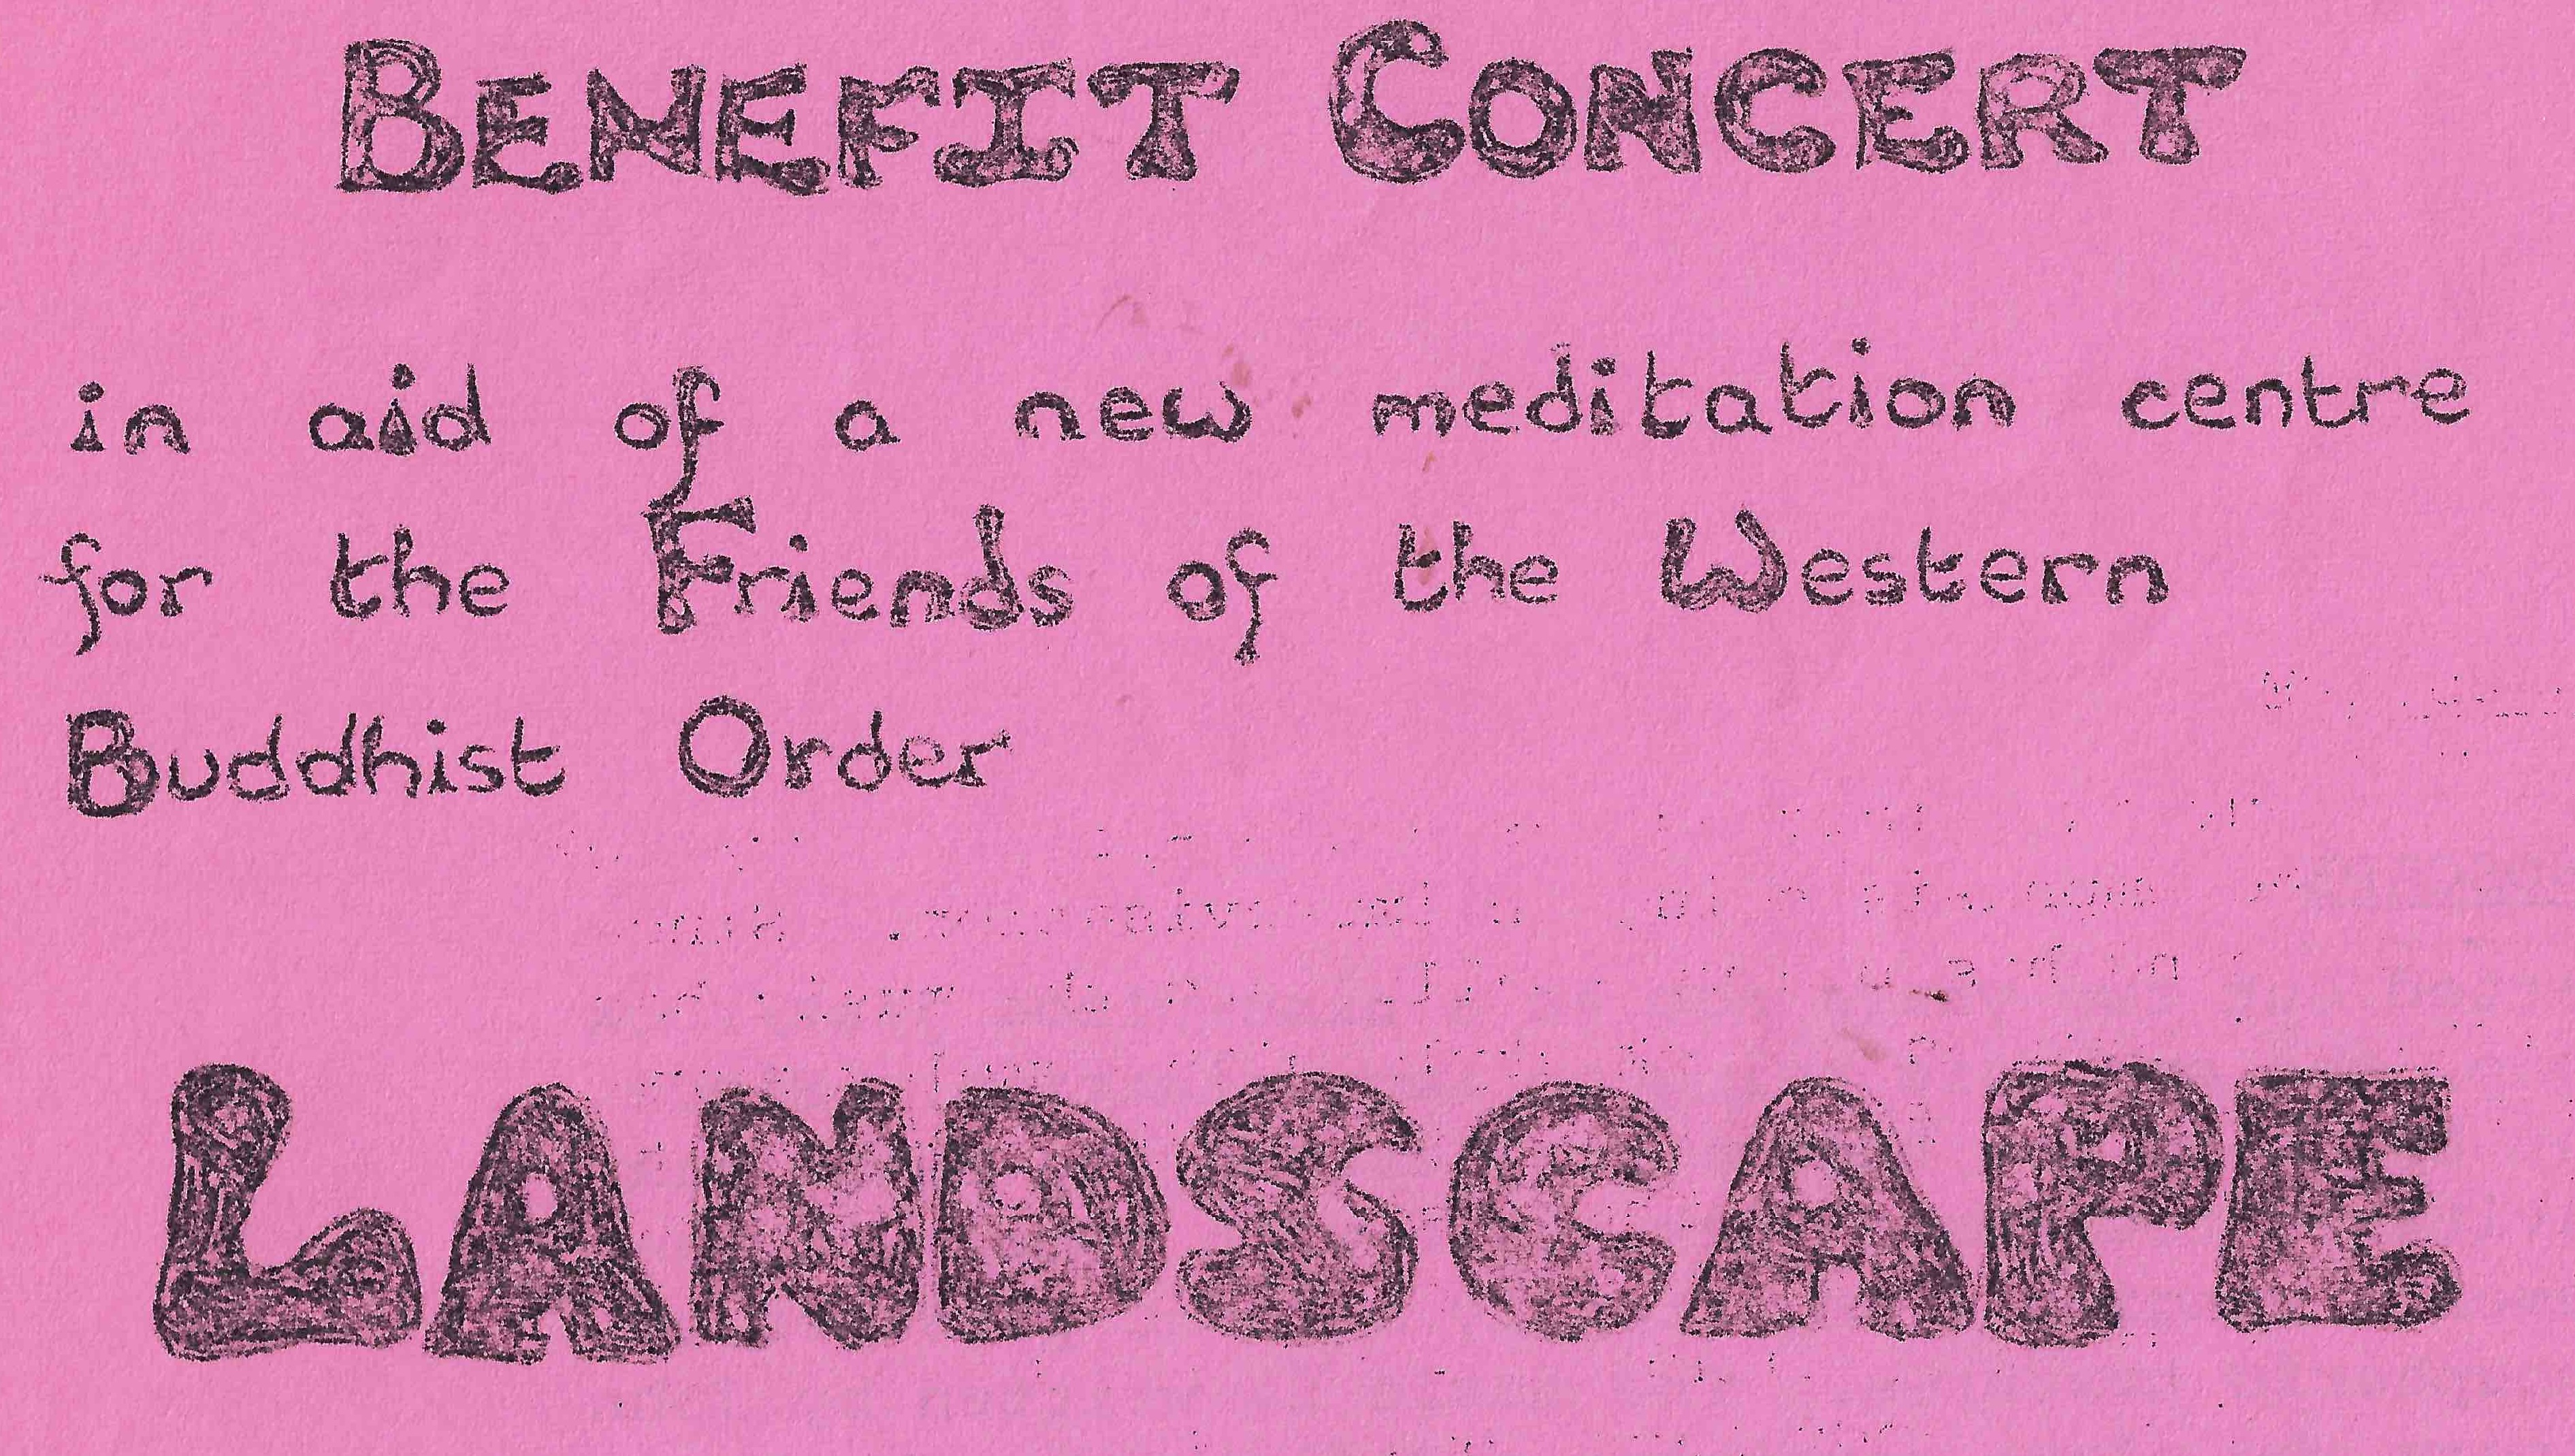 BENEFIT CONCERT
in aid of a new meditation centre
for the Friends of the Western
Buddhist Order
LANDSCAPE